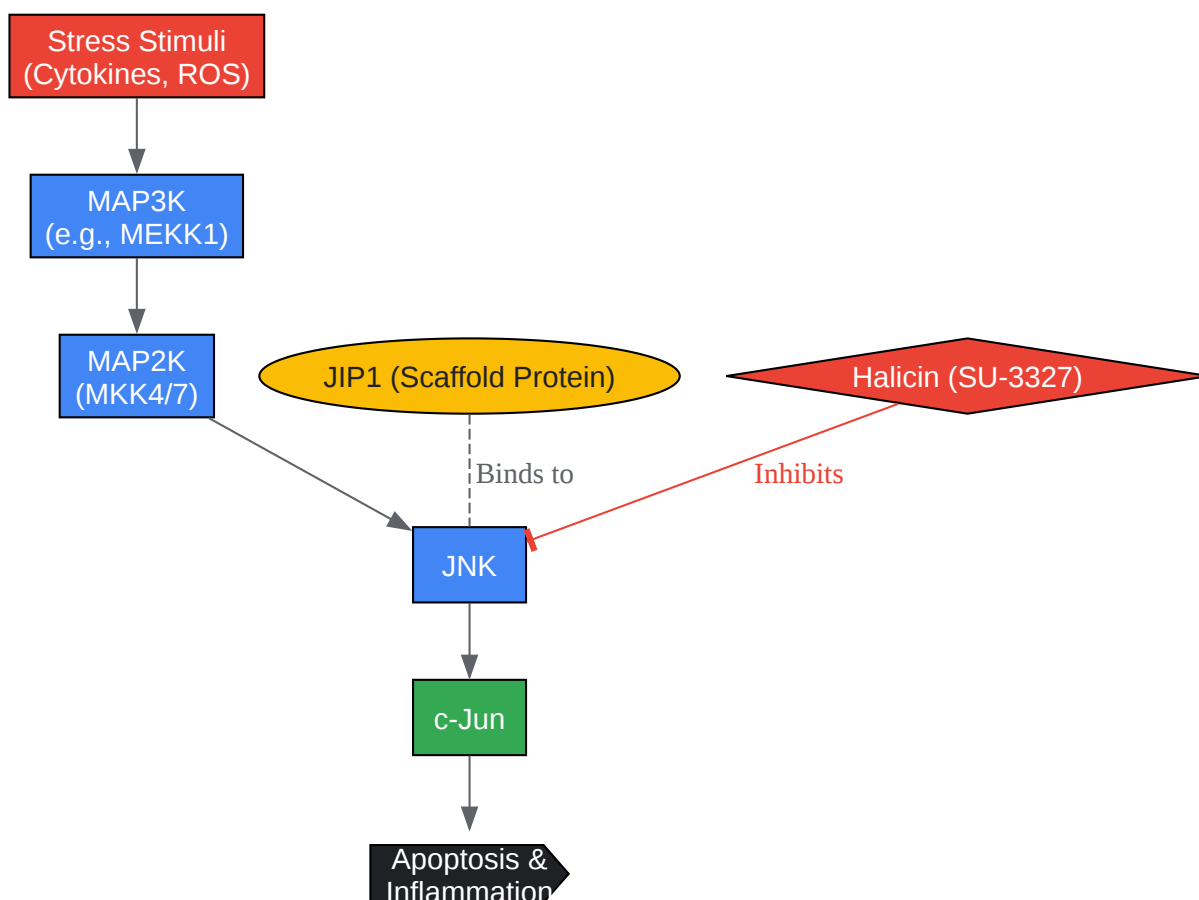 Stress Stimuli
(Cytokines, ROS)
MAP3K
(e.g., MEKK1)
MAP2K
(MKK4/7)
JIP1 (Scaffold Protein)
Halicin (SU-3327)
Binds to
Inhibits
JNK
c-Jun
Apoptosis &
Inflammation